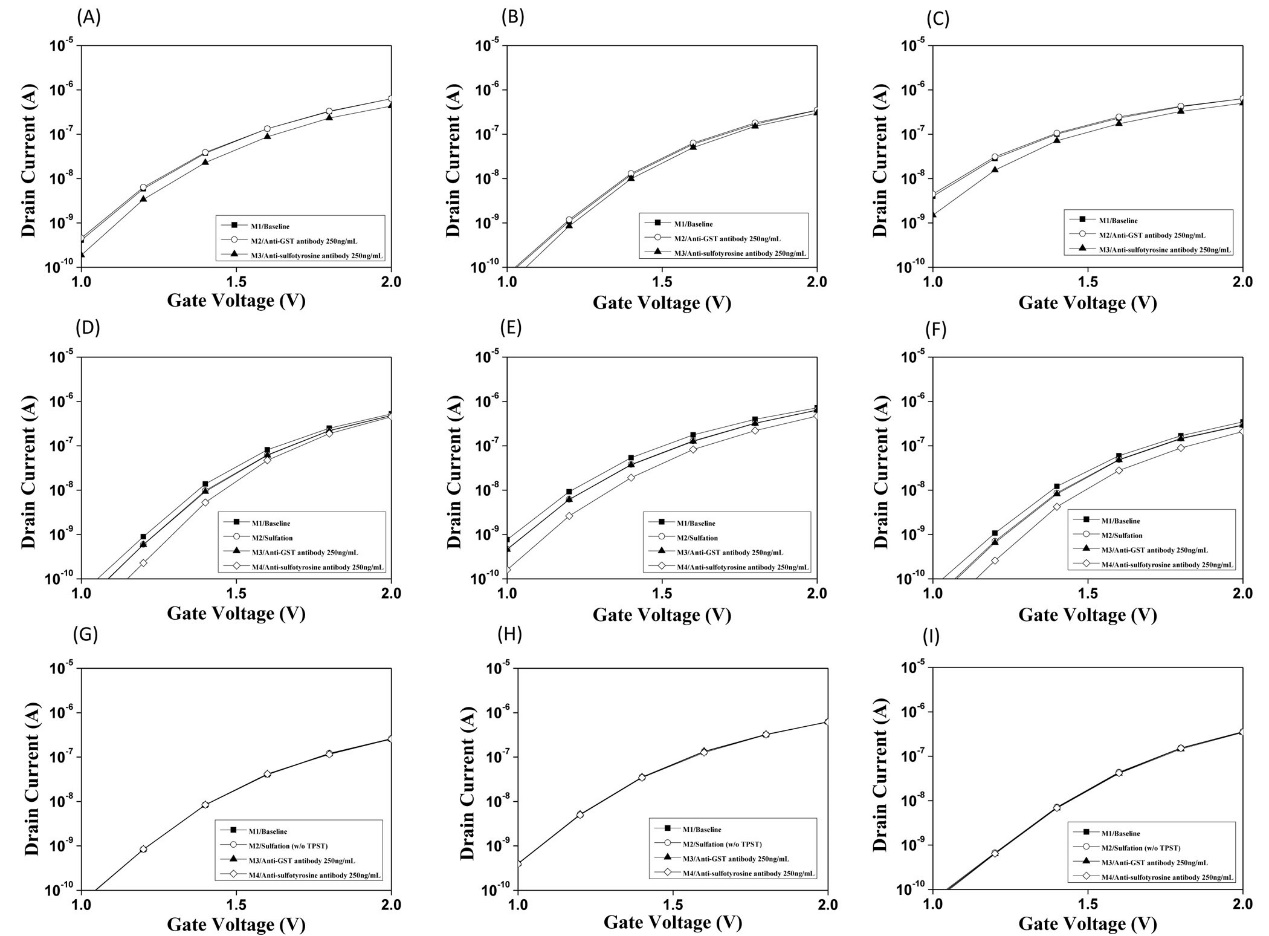 (A)
Drain Current (A)
10-5
10-6
10-7
10-8
10-9
10-10
M1/Baseline
M2/Anti-GST antibody 250ng/mL
M3/Anti-sulfotyrosine antibody 250ng/mL
1.0 1.5 2.0
Gate Voltage (V)
(B)
Drain Current (A)
10-5
10-6
10-7
10-8
10-9
10-10
M1/Baseline
M2/Anti-GST antibody 250ng/mL
M3/Anti-sulfotyrosine antibody 250ng/mL
1.0 1.5 2.0
Gate Voltage (V)
(C)
Drain Current (A)
10-5
10-6
10-7
10-8
10-9
10-10
M1/Baseline
M2/Anti-GST antibody 250ng/mL
M3/Anti-sulfotyrosine antibody 250ng/mL
1.0 1.5 2.0
Gate Voltage (V)
(D)
Drain Current (A)
10-5
10-6
10-7
10-8
10-9
10-10
M1/Baseline
M2/Sulfation
M3/Anti-GST antibody 250ng/mL
M4/Anti-sulfotyrosine antibody 250ng/mL
1.0 1.5 2.0
Gate Voltage (V)
(E)
Drain Current (A)
10-5
10-6
10-7
10-8
10-9
10-10
M1/Baseline
M2/Sulfation
M3/Anti-GST antibody 250ng/mL
M4/Anti-sulfotyrosine antibody 250ng/mL
1.0 1.5 2.0
Gate Voltage (V)
(F)
Drain Current (A)
10-5
10-6
10-7
10-8
10-9
10-10
M1/Baseline
M2/Sulfation
M3/Anti-GST antibody 250ng/mL
M4/Anti-sulfotyrosine antibody 250ng/mL
1.0 1.5 2.0
Gate Voltage (V)
(G)
Drain Current (A)
10-5
10-6
10-7
10-8
10-9
10-10
M1/Baseline
M2/Sulfation (w/o TPST)
M3/Anti-GST antibody 250ng/mL
M4/Anti-sulfotyrosine antibody 250ng/mL
1.0 1.5 2.0
Gate Voltage (V)
(H)
Drain Current (A)
10-5
10-6
10-7
10-8
10-9
10-10
M1/Baseline
M2/Sulfation (w/o TPST)
M3/Anti-GST antibody 250ng/mL
M4/Anti-sulfotyrosine antibody 250ng/mL
1.0 1.5 2.0
Gate Voltage (V)
(I)
Drain Current (A)
10-5
10-6
10-7
10-8
10-9
10-10
M1/Baseline
M2/Sulfation (w/o TPST)
M3/Anti-GST antibody 250ng/mL
M4/Anti-sulfotyrosine antibody 250ng/mL
1.0 1.5 2.0
Gate Voltage (V)